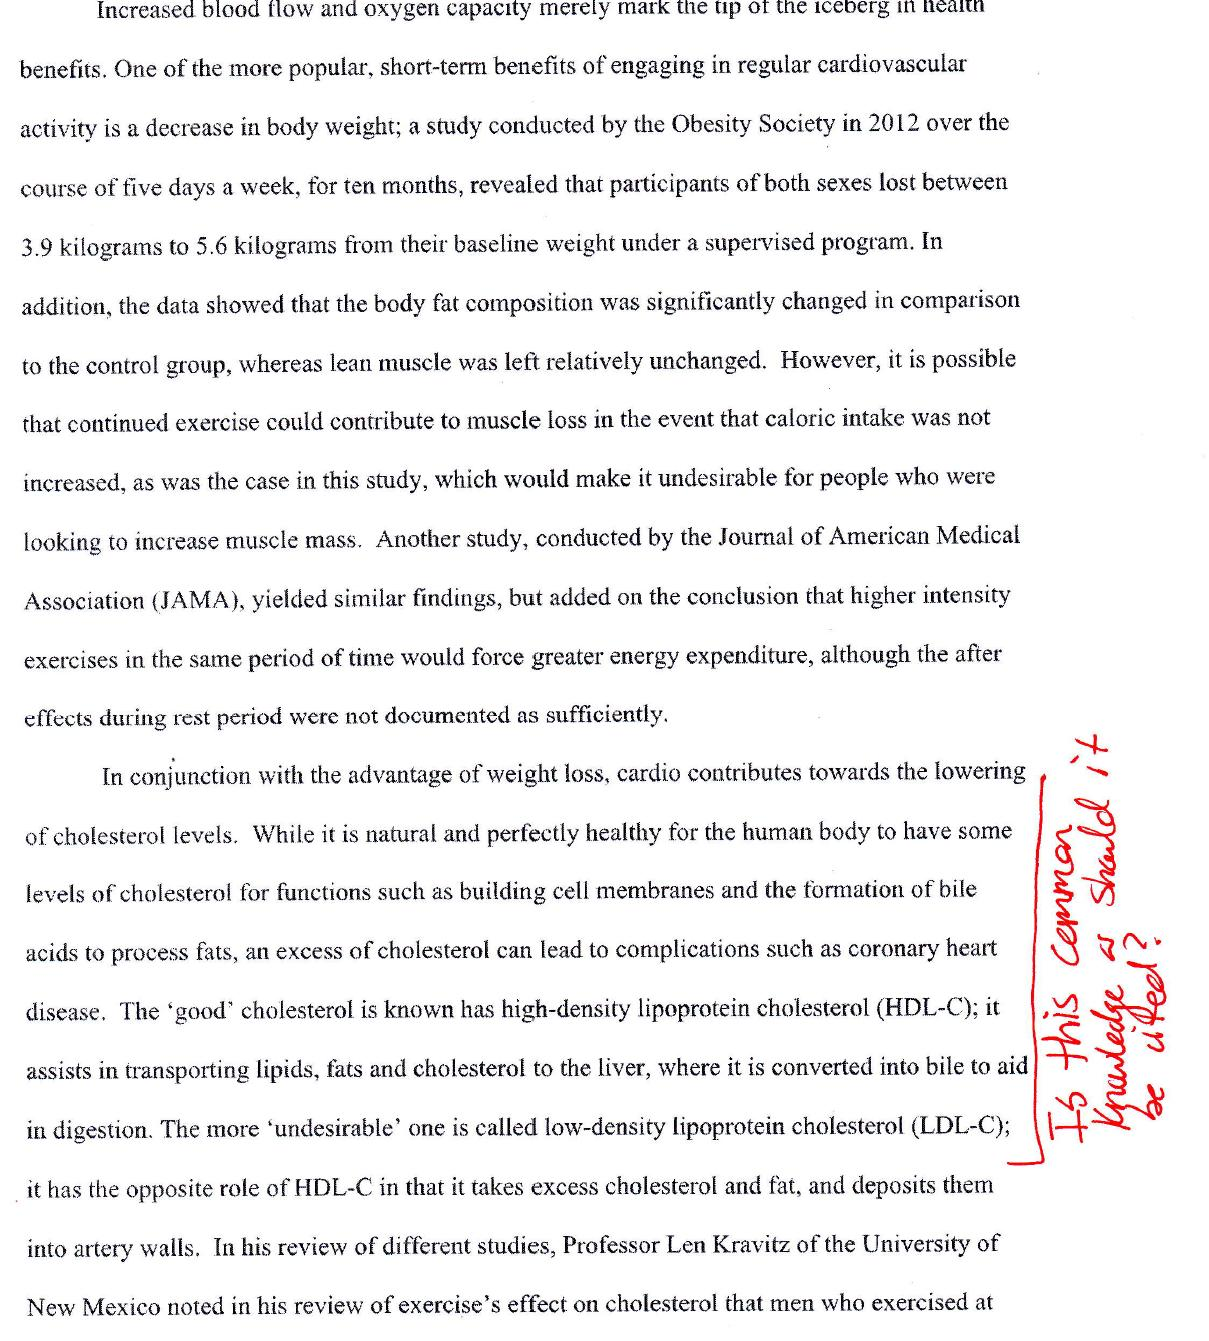 Increased blood flow and oxygen capacity merely mark the tip of the iceberg in health
benefits. One of the more popular, short-term benefits of engaging in regular cardiovascular
activity is a decrease in body weight; a study conducted by the Obesity Society in 2012 over the
course of five days a week, for ten months, revealed that participants of both sexes lost between
3.9 kilograms to 5.6 kilograms from their baseline weight under a supervised program. In
addition, the data showed that the body fat composition was significantly changed in comparison
to the control group, whereas lean muscle was left relatively unchanged.  However, it is possible
that continued exercise could contribute to muscle loss in the event that caloric intake was not
increased, as was the case in this study, which would make it undesirable for people who were
looking to increase muscle mass.  Another study, conducted by the Journal of American Medical
Association (JAMA), yielded similar findings, but added on the conclusion that higher intensity
exercises in the same period of time would force greater energy expenditure, although the after
effects during rest period were not documented as sufficiently.
In conjunction with the advantage of weight loss, cardio contributes towards the lowering
of cholesterol levels.  While it is natural and perfectly healthy for the human body to have some
levels of cholesterol for functions such as building cell membranes and the formation of bile
acids to process fats, an excess of cholesterol can lead to complications such as coronary heart
disease.  The ‘good’ cholesterol is known has high-density lipoprotein cholesterol (HDL-C); it
assists in transporting lipids, fats and cholesterol to the liver, where it is converted into bile to aid
in digestion. The more ‘undesirable’ one is called low-density lipoprotein cholesterol (LDL-C);
it has the opposite role of HDL-C in that it takes excess cholesterol and fat, and deposits them
into artery walls.  In his review of different studies, Professor Len Kravitz of the University of
New Mexico noted in his review of exercise’s effect on cholesterol that men who exercised at
Is this common
knowledge or should it
be cited?